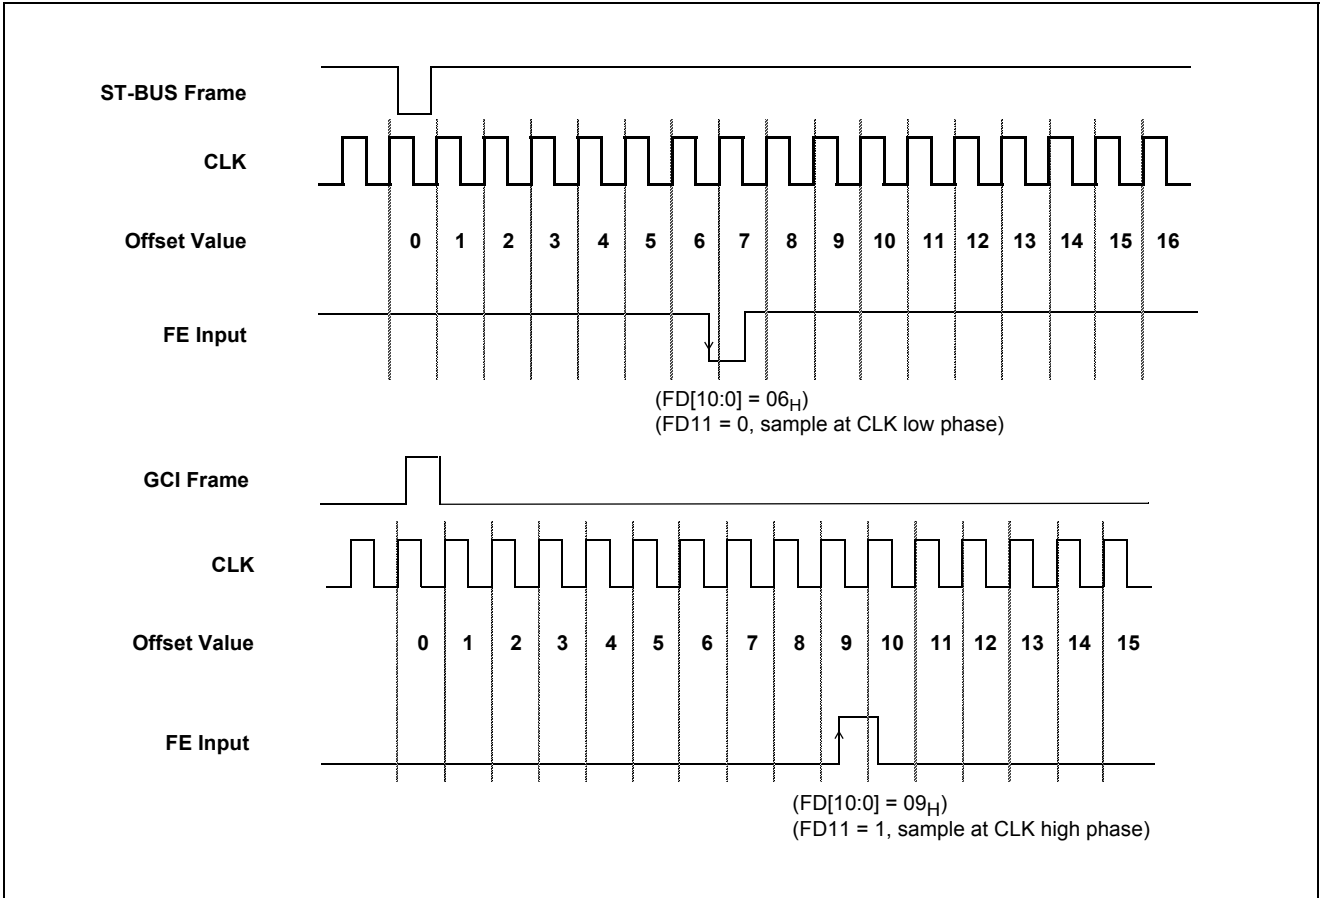 ST-BUS Frame
CLK
Offset Value 0 1 2 3 4 5 6 7 8 9 10 11 12 13 14 15 16
FE Input
(FD[10:0] = 06H)
(FD11 = 0, sample at CLK low phase)
GCI Frame
CLK
Offset Value 0 1 2 3 4 5 6 7 8 9 10 11 12 13 14 15
FE Input
(FD[10:0] = 09H)
(FD11 = 1, sample at CLK high phase)